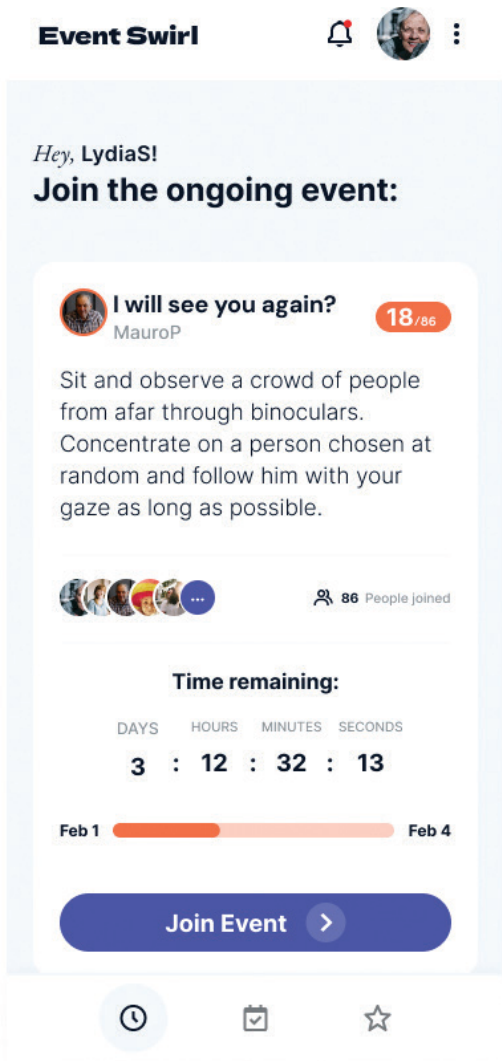 Event Swirl
Hey, LydiaS!
Join the ongoing event:
I will see you again?
18/86
MauroP
Sit and observe a crowd of people
from afar through binoculars.
Concentrate on a person chosen at
random and follow him with your
gaze as long as possible.
...
86 People joined
Time remaining:
DAYS HOURS MINUTES SECONDS
3 : 12 : 32 : 13
Feb 1 Feb 4
Join Event